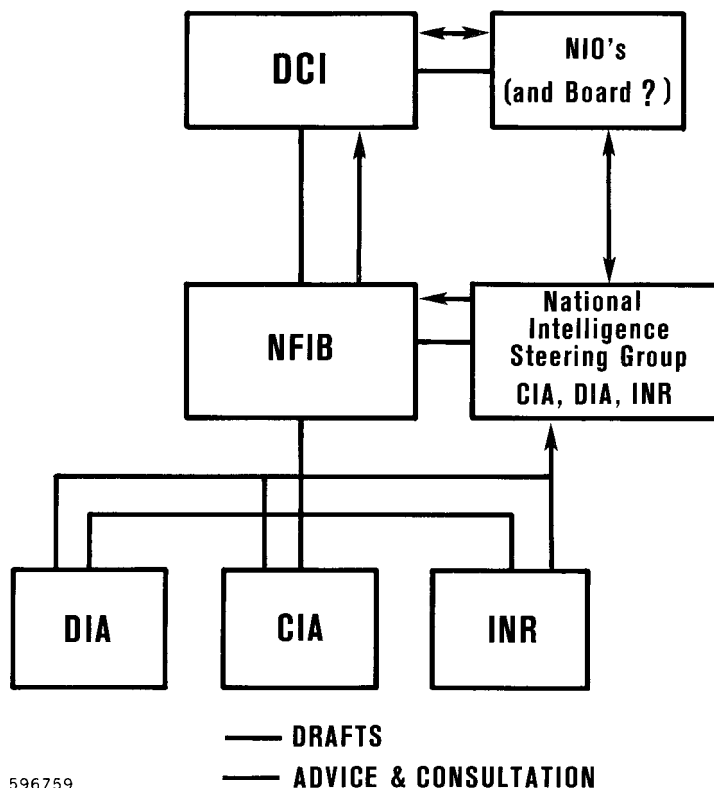 DCI
NIO's
(and Board ?)
NFIB
National
Intelligence
Steering Group
CIA, DIA, INR
DIA
CIA
INR
DRAFTS
ADVICE & CONSULTATION
596759